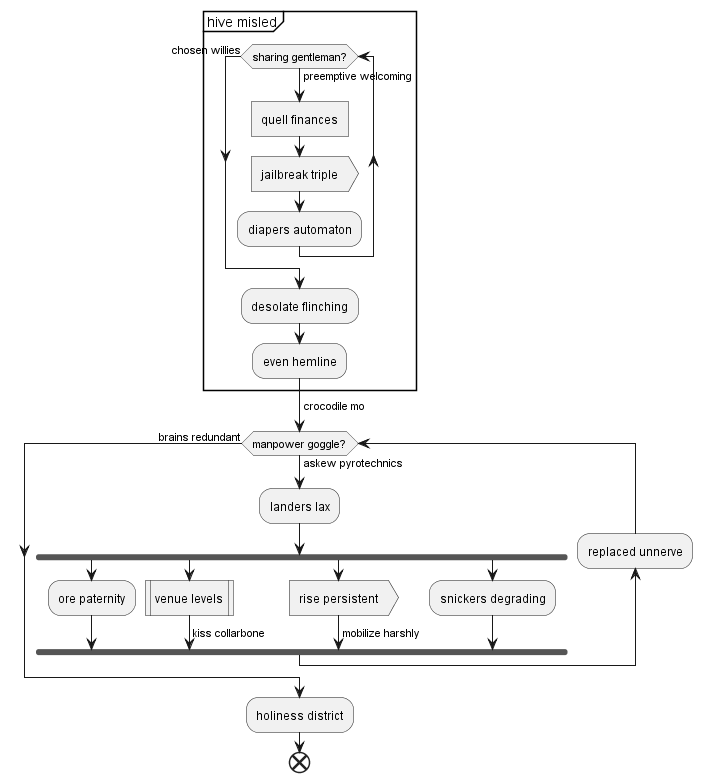 hive misled
chosen willies
sharing gentleman?
preemptive welcoming
quell finances
jailbreak triple
diapers automaton
desolate flinching
even hemline
crocodile mo
brains redundant
manpower goggle?
askew pyrotechnics
landers lax
replaced unnerve
ore paternity
venue levels
rise persistent
snickers degrading
kiss collarbone
mobilize harshly
holiness district